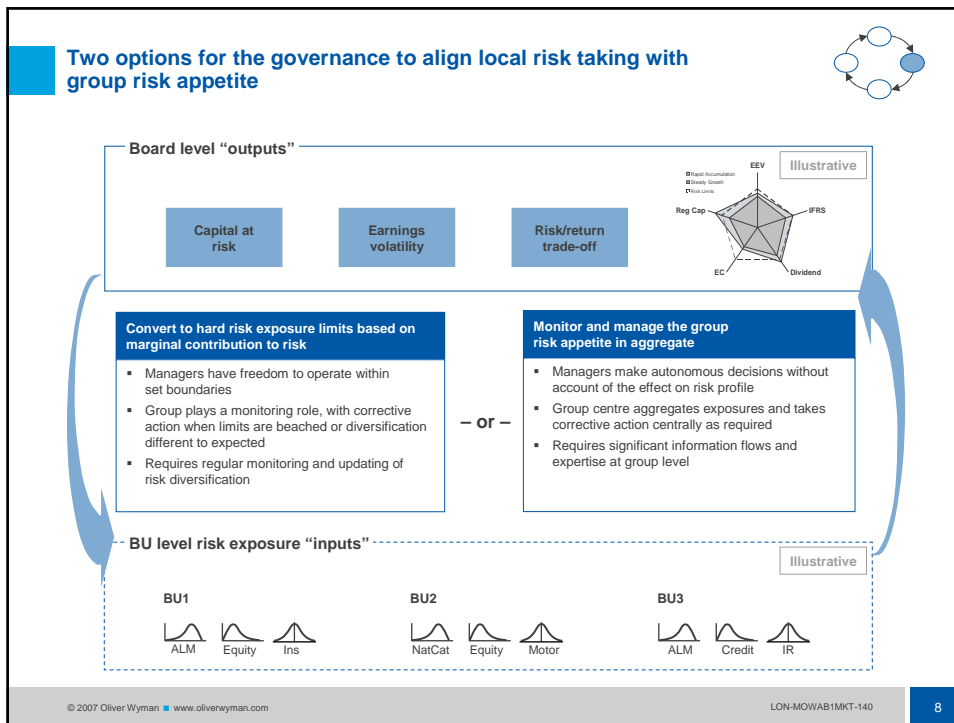 Two options for the governance to align local risk taking with
group risk appetite
Board level “outputs”
Illustrative
Capital at
risk
Earnings
volatility
Risk/return
trade-off
Rapid Accumulation
Steady Growth
Risk Limits
EEV
IFRS
Dividend
EC
Reg Cap
Convert to hard risk exposure limits based on
marginal contribution to risk
▪ Managers have freedom to operate within
set boundaries
▪ Group plays a monitoring role, with corrective
action when limits are beached or diversification
different to expected
▪ Requires regular monitoring and updating of
risk diversification
– or –
Monitor and manage the group
risk appetite in aggregate
▪ Managers make autonomous decisions without
account of the effect on risk profile
▪ Group centre aggregates exposures and takes
corrective action centrally as required
▪ Requires significant information flows and
expertise at group level
BU level risk exposure “inputs”
Illustrative
BU1
ALM
Equity
Ins
BU2
NatCat
Equity
Motor
BU3
ALM
Credit
IR
© 2007 Oliver Wyman ▪ www.oliverwyman.com
LON-MOWAB1MKT-140
8